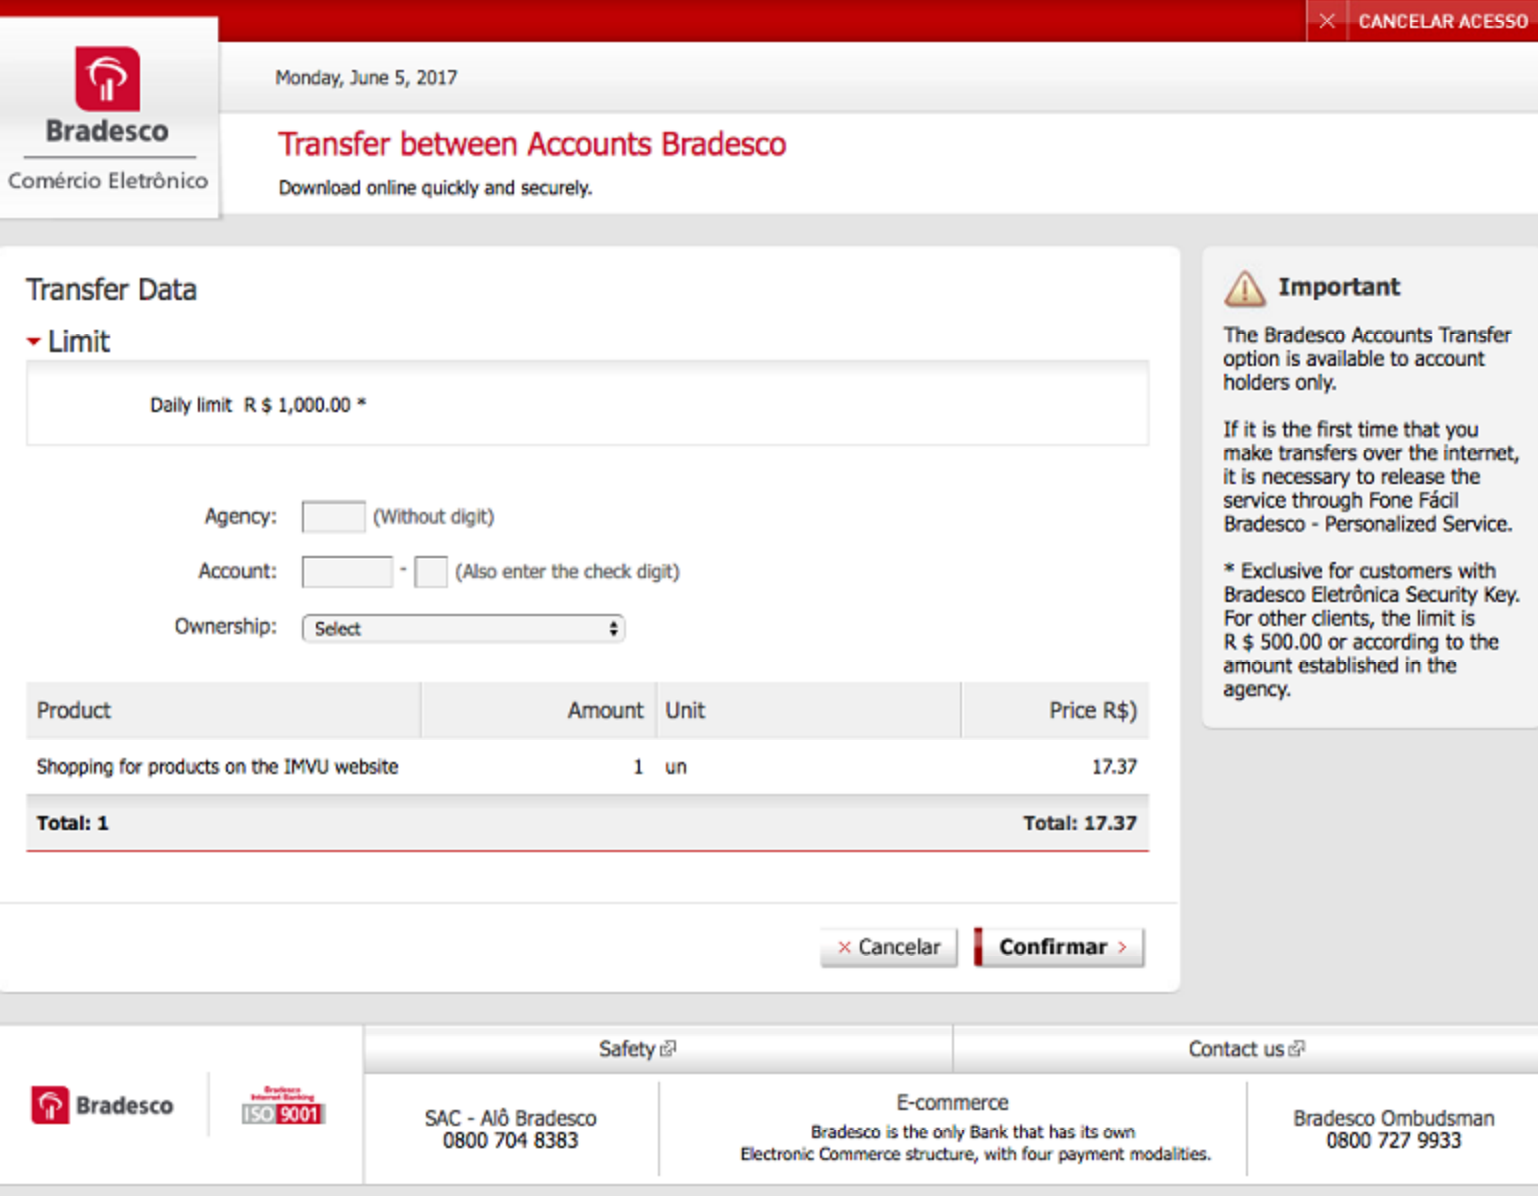 CANCELAR ACESSO
Bradesco
Comércio Eletrônico
Monday, June 5, 2017
Transfer between Accounts Bradesco
Download online quickly and securely.
Transfer Data
Limit
Daily limit R $ 1,000.00 *
Agency: (Without digit)
Account: - (Also enter the check digit)
Ownership: Select
Product Amount Unit Price R$)
Shopping for products on the IMVU website 1 un 17.37
Total: 1 Total: 17.37
× Cancelar Confirmar >
Important
The Bradesco Accounts Transfer
option is available to account
holders only.
If it is the first time that you
make transfers over the internet,
it is necessary to release the
service through Fone Fácil
Bradesco - Personalized Service.
* Exclusive for customers with
Bradesco Eletrônica Security Key.
For other clients, the limit is
R $ 500.00 or according to the
amount established in the
agency.
Bradesco
Bradesco
Internet Banking
ISO 9001
Safety
Contact us
SAC - Alô Bradesco
0800 704 8383
E-commerce
Bradesco is the only Bank that has its own
Electronic Commerce structure, with four payment modalities.
Bradesco Ombudsman
0800 727 9933